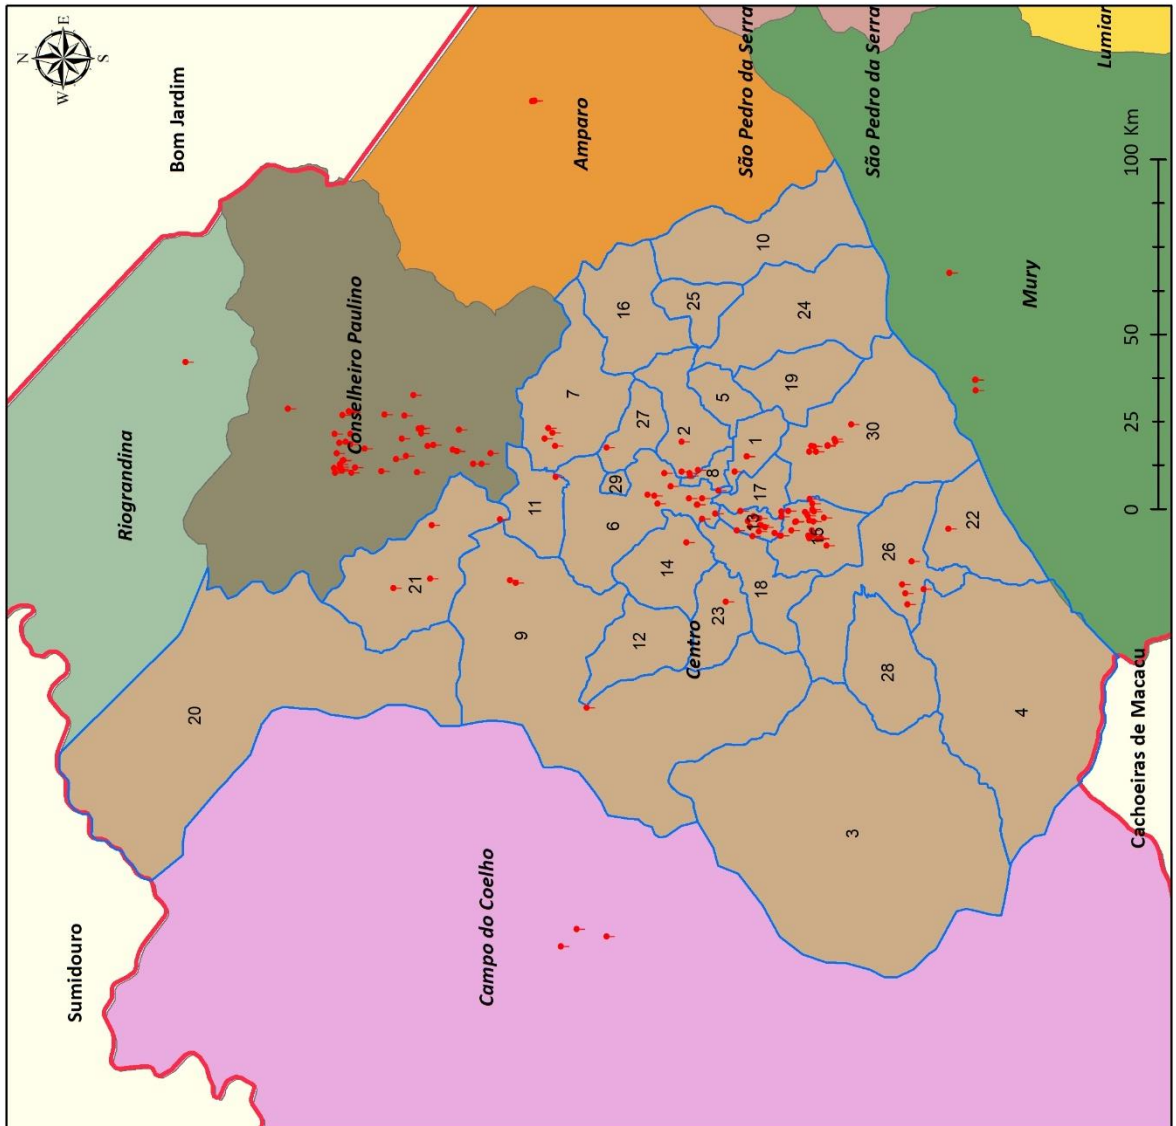 N
E
W
S
Bom Jardim
Sumidouro
Riograndina
Conselheiro Paulino
Amparo
São Pedro da Serra
São Pedro da Serra
Lumiar
Mury
Campo do Coelho
Centro
Cachoeiras de Macacu
20
21
9
11
7
16
10
25
27
2
5
29
6
14
12
23
18
8
1
17
13
15
19
24
30
26
22
28
3
4
0
25
50
100 Km